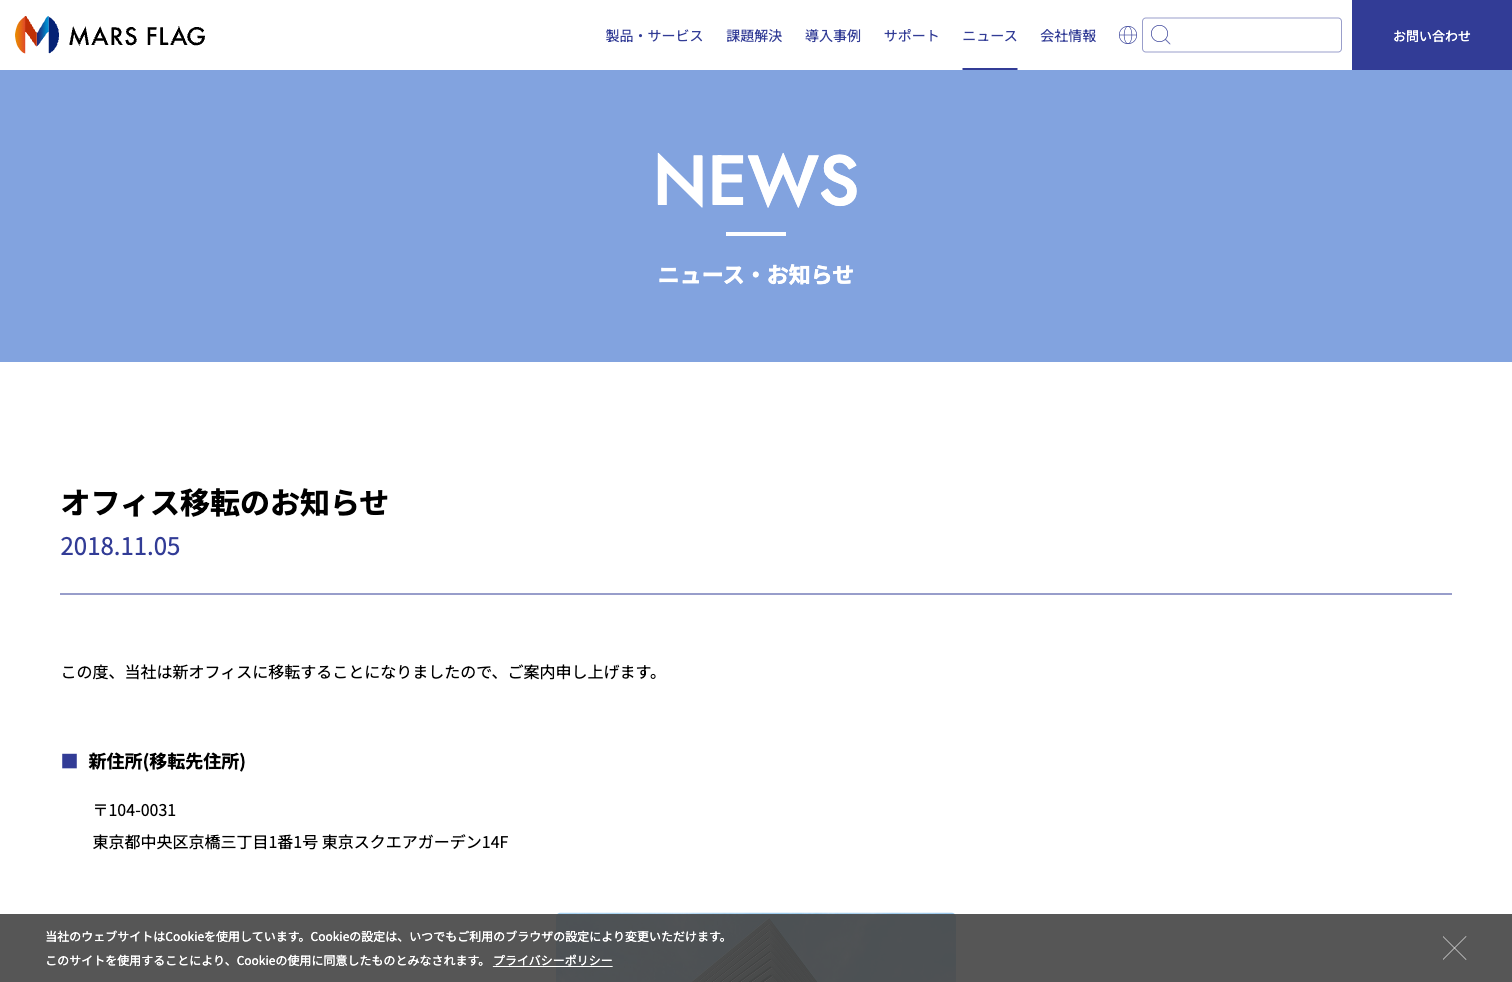 MARS FLAG
製品・サービス
課題解決
導入事例
サポート
ニュース
会社情報
お問い合わせ
NEWS
ニュース・お知らせ
オフィス移転のお知らせ
2018.11.05
この度、当社は新オフィスに移転することになりましたので、ご案内申し上げます。
■ 新住所(移転先住所)
〒104-0031
東京都中央区京橋三丁目1番1号 東京スクエアガーデン14F
当社のウェブサイトはCookieを使用しています。Cookieの設定は、いつでもご利用のブラウザの設定により変更いただけます。
このサイトを使用することにより、Cookieの使用に同意したものとみなされます。 プライバシーポリシー